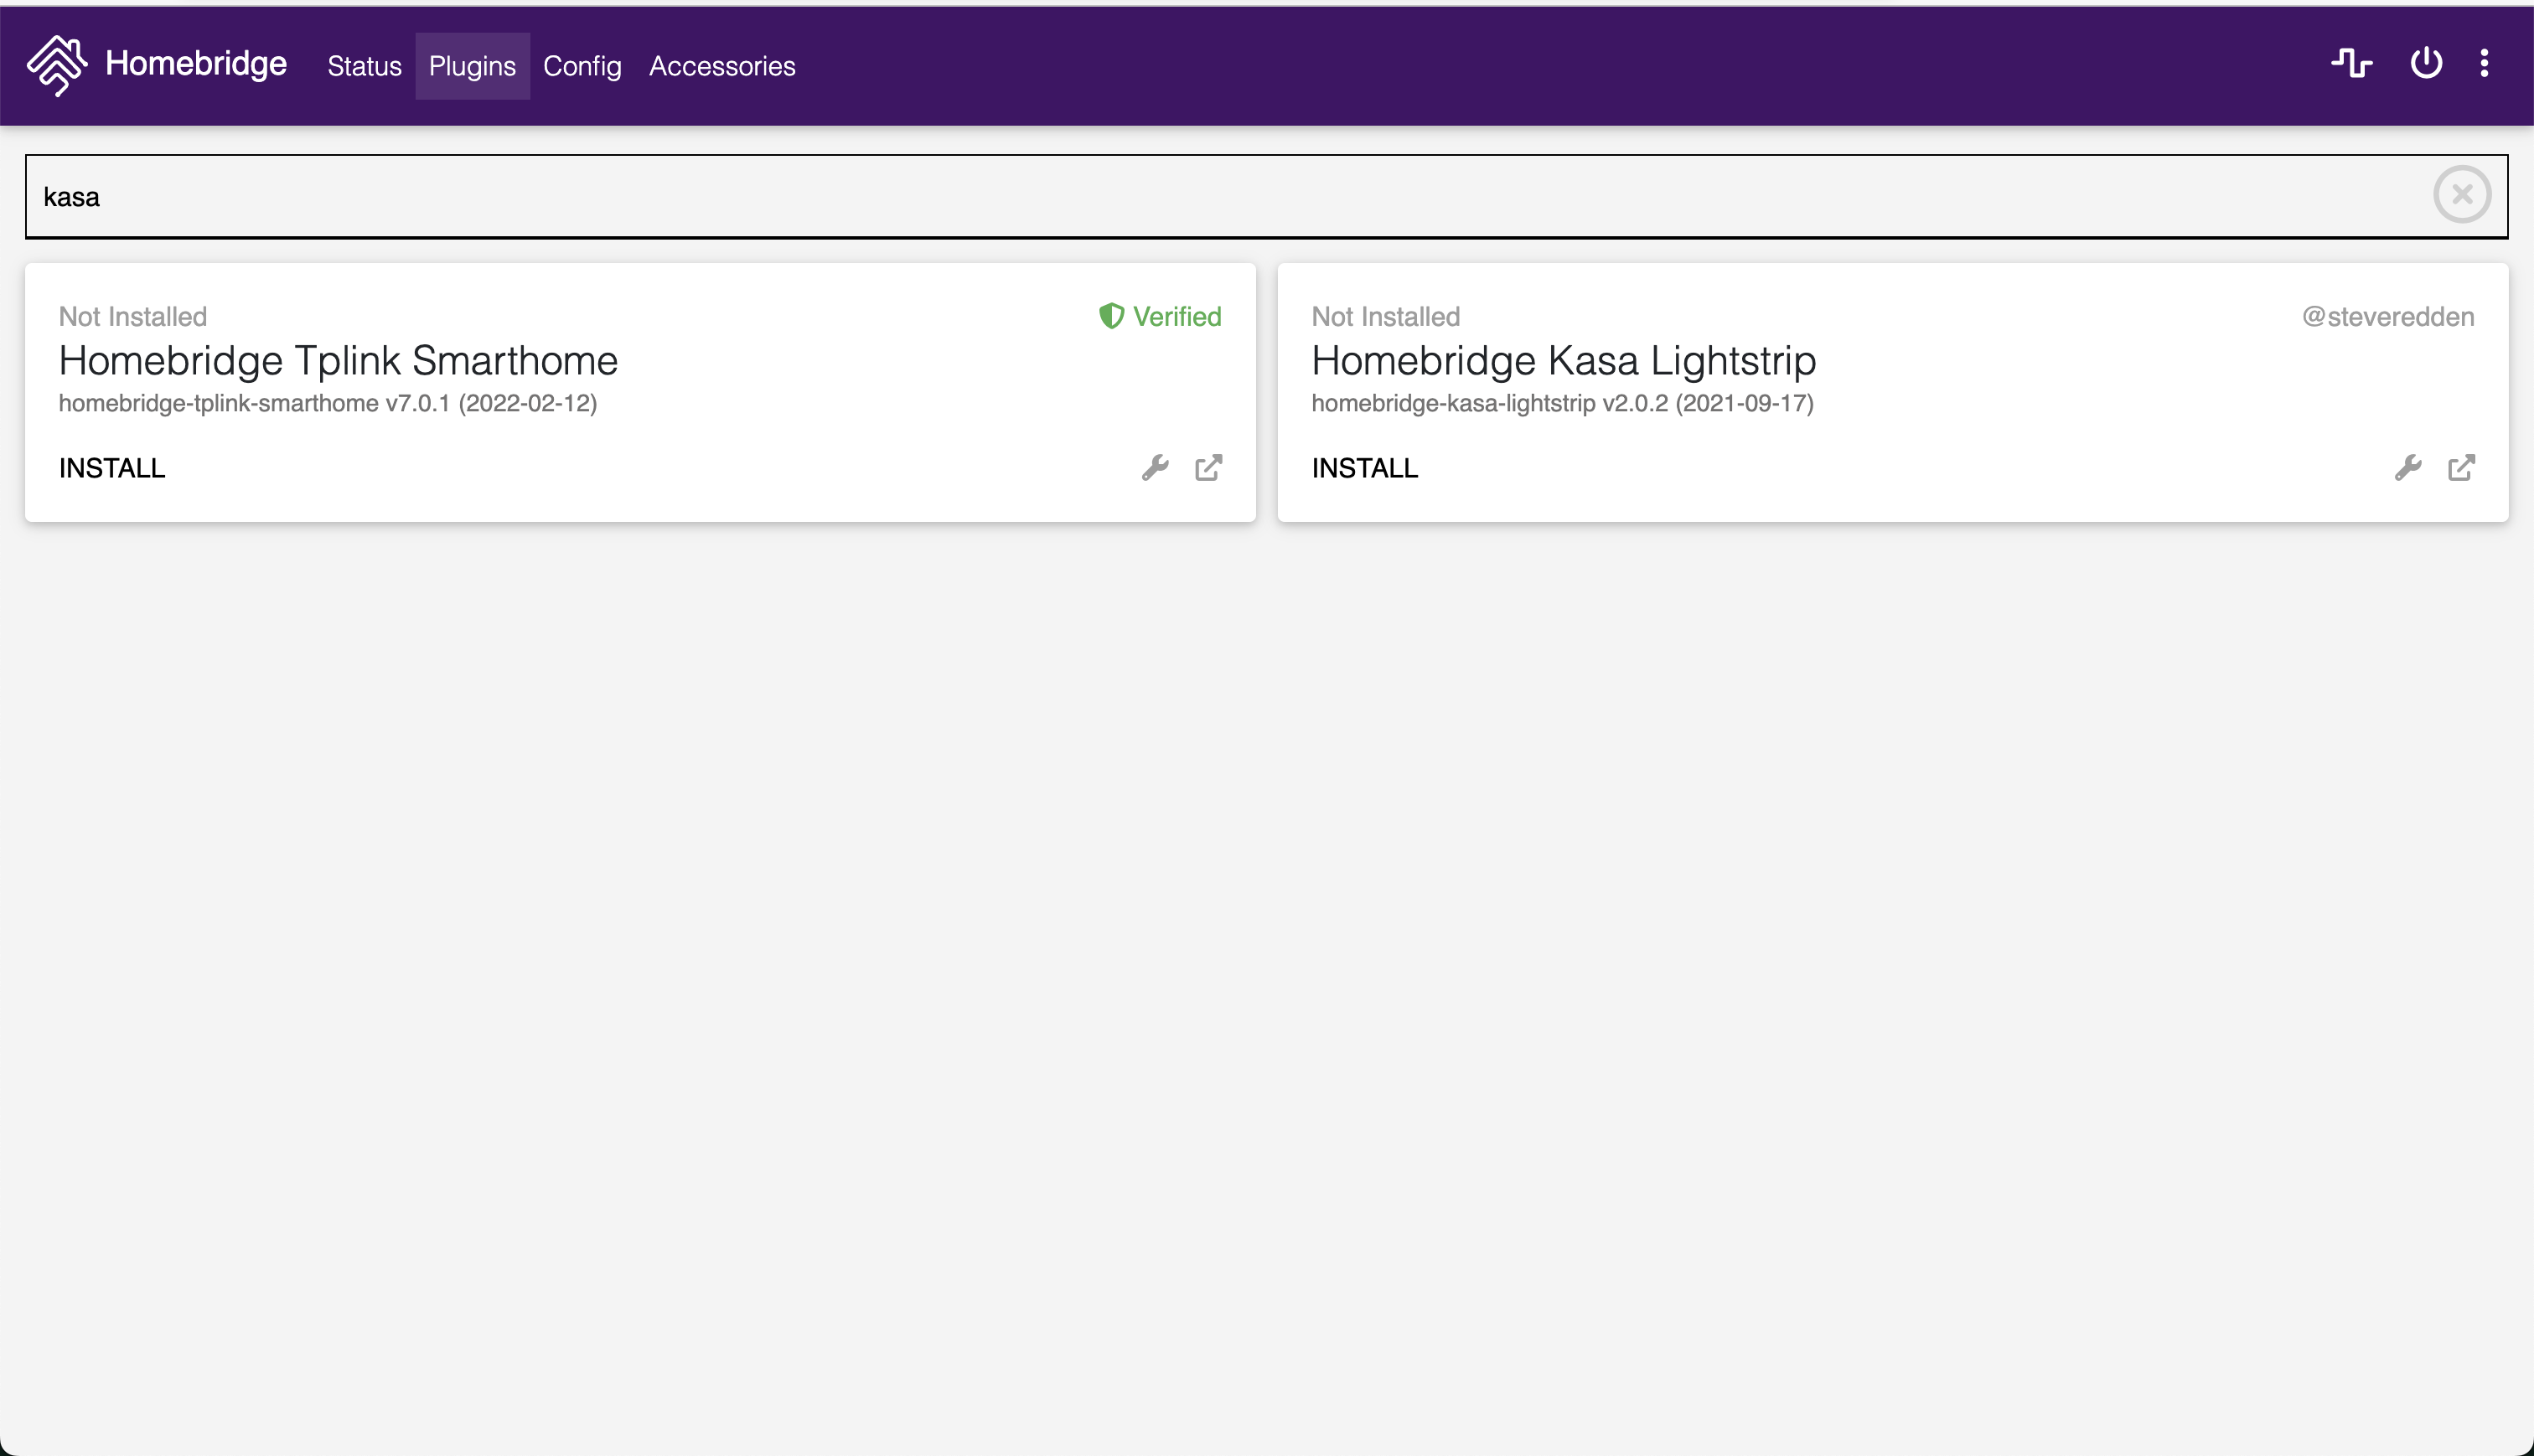 Homebridge Status Plugins Config Accessories
kasa
Not Installed Verified
Homebridge Tplink Smarthome
homebridge-tplink-smarthome v7.0.1 (2022-02-12)
INSTALL
Not Installed @steveredden
Homebridge Kasa Lightstrip
homebridge-kasa-lightstrip v2.0.2 (2021-09-17)
INSTALL